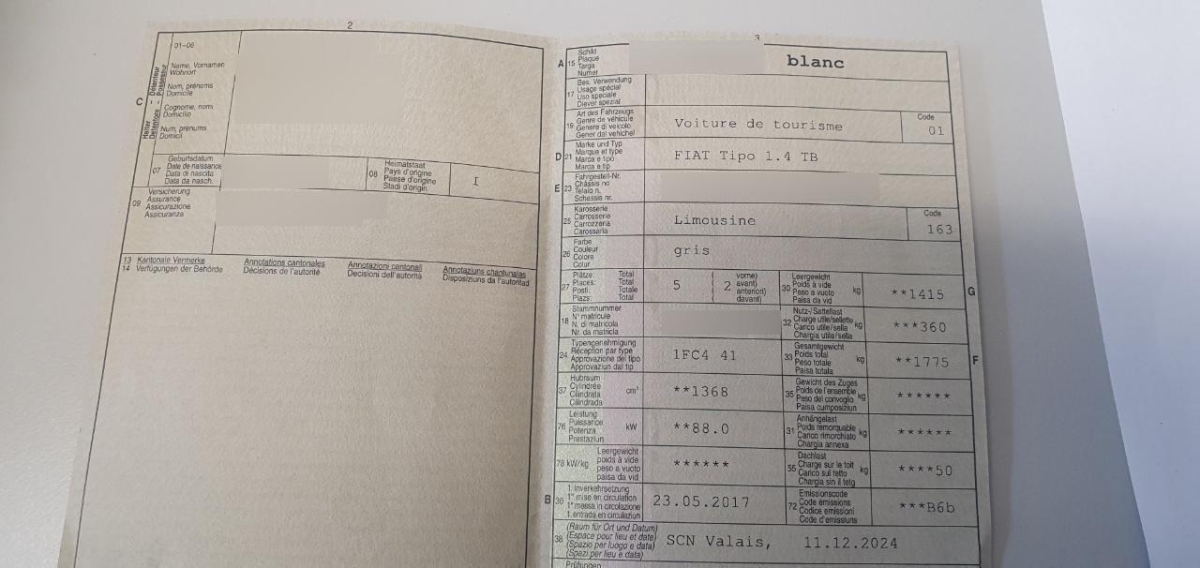 2
01-06
C
Halter Détenteur
Detentore Possessur
Name, Vornamen
Wohnort
Nom, prénoms
Domicile
Cognome, nomi
Domicilio
Num, prenums
Domicil
07
Geburtsdatum
Date de naissance
Data di nascita
Data da nasch.
08
Heimatstaat
Pays d'origine
Paese d'origine
Stadi d'origin.
I
09
Versicherung
Assurance
Assicurazione
Assicuranza
13 Kantonale Vermerke Annotations cantonales Annotazioni cantonali Annotaziuns chantunalas
14 Verfügungen der Behörde Décisions de l'autorité Decisioni dell'autorità Disposiziuns da l'autoritad
3
A 15
Schild
Plaque
Targa
Numer
blanc
17
Bes. Verwendung
Usage spécial
Uso speciale
Diever spezial
19
Art des Fahrzeugs
Genre de véhicule
Genere di veicolo
Gener dal vehichel
Voiture de tourisme
Code
01
D 21
Marke und Typ
Marque et type
Marca e tipo
Marca e tip
FIAT Tipo 1.4 TB
E 23
Fahrgestell-Nr.
Châssis no
Telaio n.
Schassis nr.
25
Karosserie
Carrosserie
Carrozzeria
Carossaria
Limousine
Code
163
26
Farbe
Couleur
Colore
Colur
gris
27
Plätze: Total
Places: Total
Posti: Totale
Plazs: Total
5
( vorne)
( 2 avant)
( anteriori)
( davant)
30
Leergewicht
Poids à vide
Peso a vuoto
Paisa da vid
kg
**1415
G
18
Stammnummer
N° matricule
N. di matricola
Nr. da matricla
32
Nutz-/Sattellast
Charge utile/sellette
Carico utile/sella
Chargia utile/sella
kg
***360
24
Typengenehmigung
Réception par type
Approvazione del tipo
Approvaziun dal tip
1FC4 41
33
Gesamtgewicht
Poids total
Peso totale
Paisa totala
kg
**1775
F
37
Hubraum
Cylindrée
Cilindrata
Cilindrada
cm³
**1368
35
Gewicht des Zuges
Poids de l'ensemble
Peso del convoglio
Paisa cumposiziun
kg
******
76
Leistung
Puissance
Potenza
Prestaziun
kW
**88.0
31
Anhängelast
Poids remorquable
Carico rimorchiato
Chargia annexa
kg
******
78 kW/kg
Leergewicht
poids à vide
peso a vuoto
paisa da vid
******
55
Dachlast
Charge sur le toit
Carico sul tetto
Chargia sin il tetg
kg
****50
B 36
1. Inverkehrsetzung
1re mise en circulation
1a messa in circolazione
1. entrada en circulaziun
23.05.2017
72
Emissionscode
Code émissions
Codice emissioni
Code d'emissiuns
***B6b
38
(Raum für Ort und Datum)
(Espace pour lieu et date)
(Spazio per luogo e data)
(Spazi per lieu e data)
SCN Valais, 11.12.2024
Prüfungen